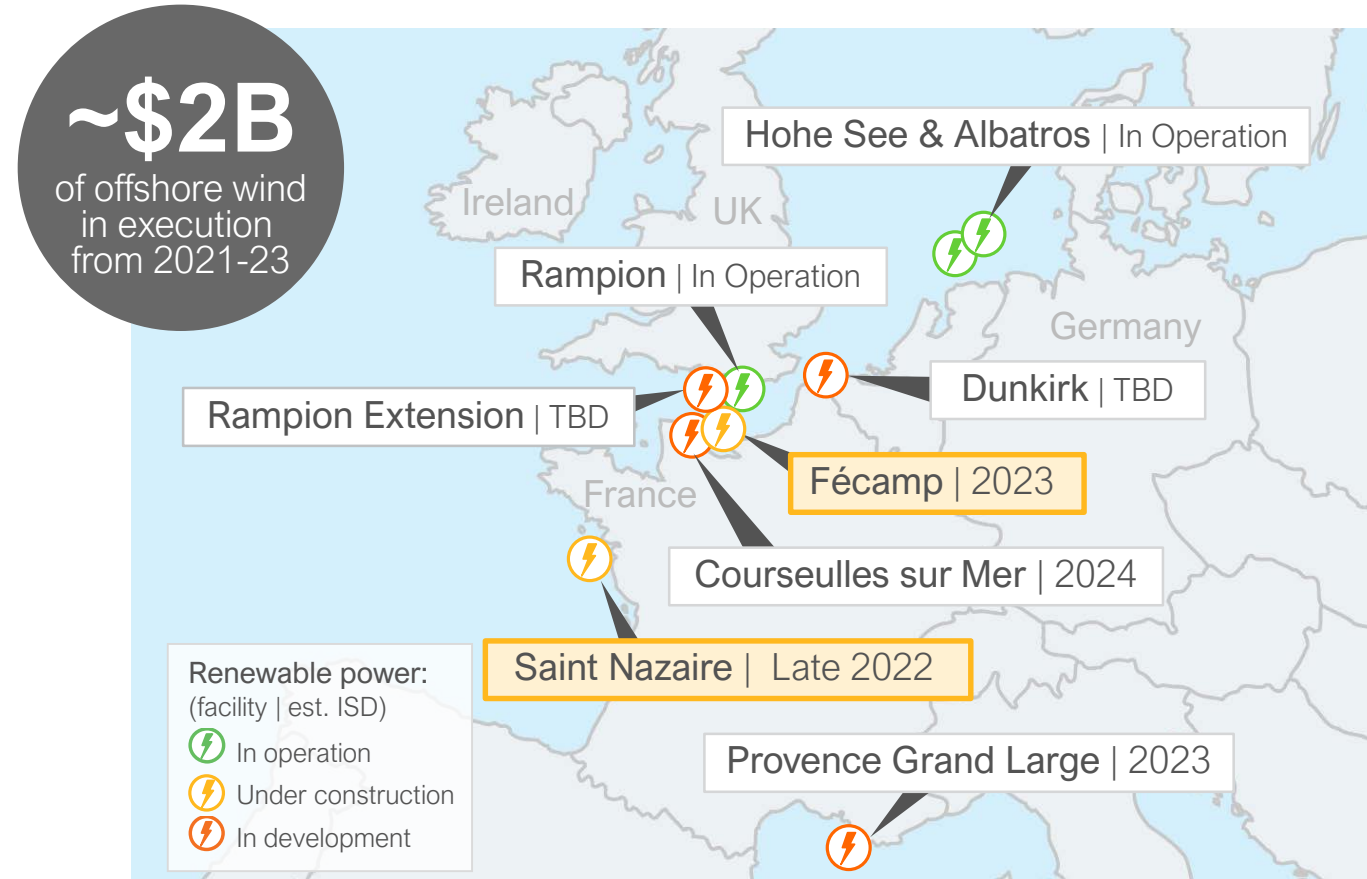 ~$2B
of offshore wind
in execution
from 2021-23
Hohe See & Albatros | In Operation
Ireland
UK
Rampion | In Operation
Germany
Dunkirk | TBD
Rampion Extension | TBD
Fécamp | 2023
France
Courseulles sur Mer | 2024
Saint Nazaire | Late 2022
Renewable power:
(facility | est. ISD)
In operation
Under construction
In development
Provence Grand Large | 2023